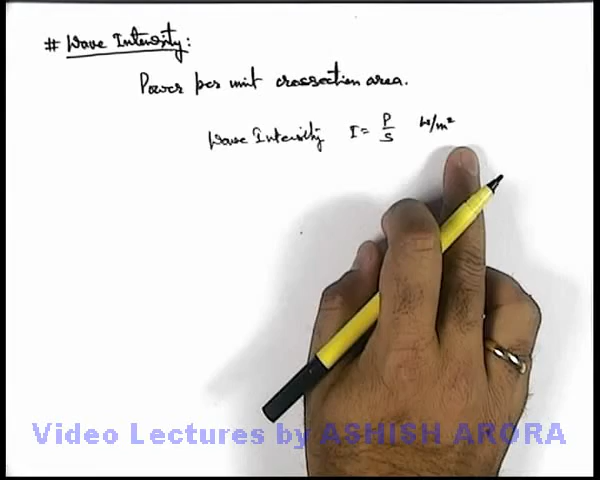 # Wave Intensity:
Power per unit crossection area.
Wave Intensity I = P/S W/m²
Video Lectures by ASHISH ARORA